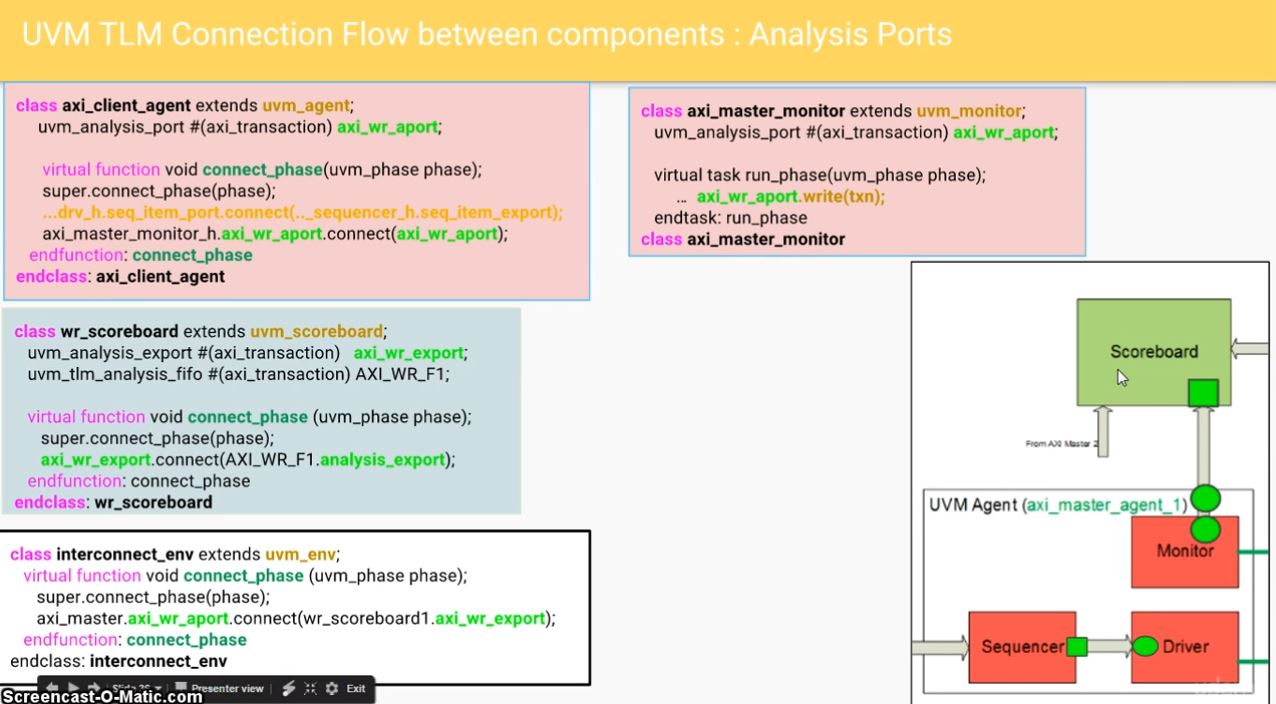 UVM TLM Connection Flow between components : Analysis Ports
class axi_client_agent extends uvm_agent;
uvm_analysis_port #(axi_transaction) axi_wr_aport;
virtual function void connect_phase(uvm_phase phase);
super.connect_phase(phase);
...drv_h.seq_item_port.connect(.._sequencer_h.seq_item_export);
axi_master_monitor_h.axi_wr_aport.connect(axi_wr_aport);
endfunction: connect_phase
endclass: axi_client_agent
class axi_master_monitor extends uvm_monitor;
uvm_analysis_port #(axi_transaction) axi_wr_aport;
virtual task run_phase(uvm_phase phase);
... axi_wr_aport.write(txn);
endtask: run_phase
class axi_master_monitor
class wr_scoreboard extends uvm_scoreboard;
uvm_analysis_export #(axi_transaction) axi_wr_export;
uvm_tlm_analysis_fifo #(axi_transaction) AXI_WR_F1;
virtual function void connect_phase (uvm_phase phase);
super.connect_phase(phase);
axi_wr_export.connect(AXI_WR_F1.analysis_export);
endfunction: connect_phase
endclass: wr_scoreboard
class interconnect_env extends uvm_env;
virtual function void connect_phase (uvm_phase phase);
super.connect_phase(phase);
axi_master.axi_wr_aport.connect(wr_scoreboard1.axi_wr_export);
endfunction: connect_phase
endclass: interconnect_env
Scoreboard
From AXI Master 2
UVM Agent (axi_master_agent_1)
Monitor
Sequencer
Driver
Presenter view
Exit
Screencast-O-Matic.com